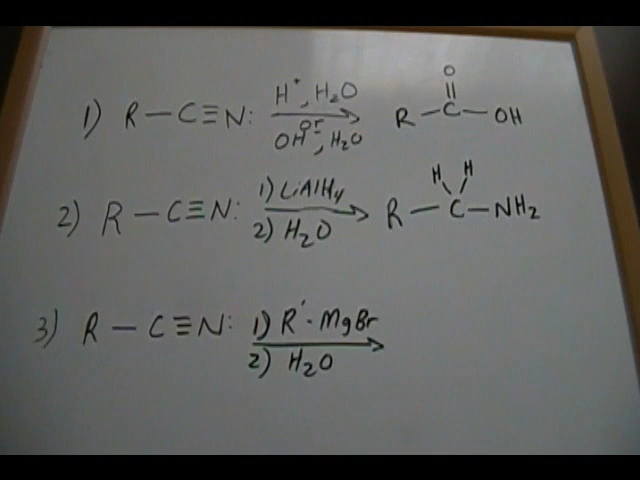 1) R—C≡N: H⁺, H₂O or OH⁻, H₂O → R—C(=O)—OH
2) R—C≡N: 1) LiAlH₄ 2) H₂O → R—C(H)(H)—NH₂
3) R—C≡N: 1) R'-MgBr 2) H₂O →